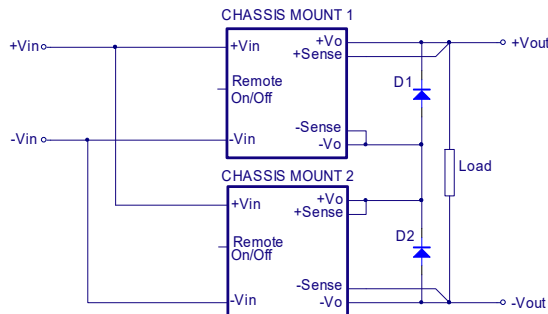 CHASSIS MOUNT 1
+Vin
+Vin
+Vo
+Sense
+Vout
Remote
On/Off
D1
-Vin
-Vin
-Sense
-Vo
Load
CHASSIS MOUNT 2
+Vin
+Vo
+Sense
Remote
On/Off
D2
-Vin
-Sense
-Vo
-Vout